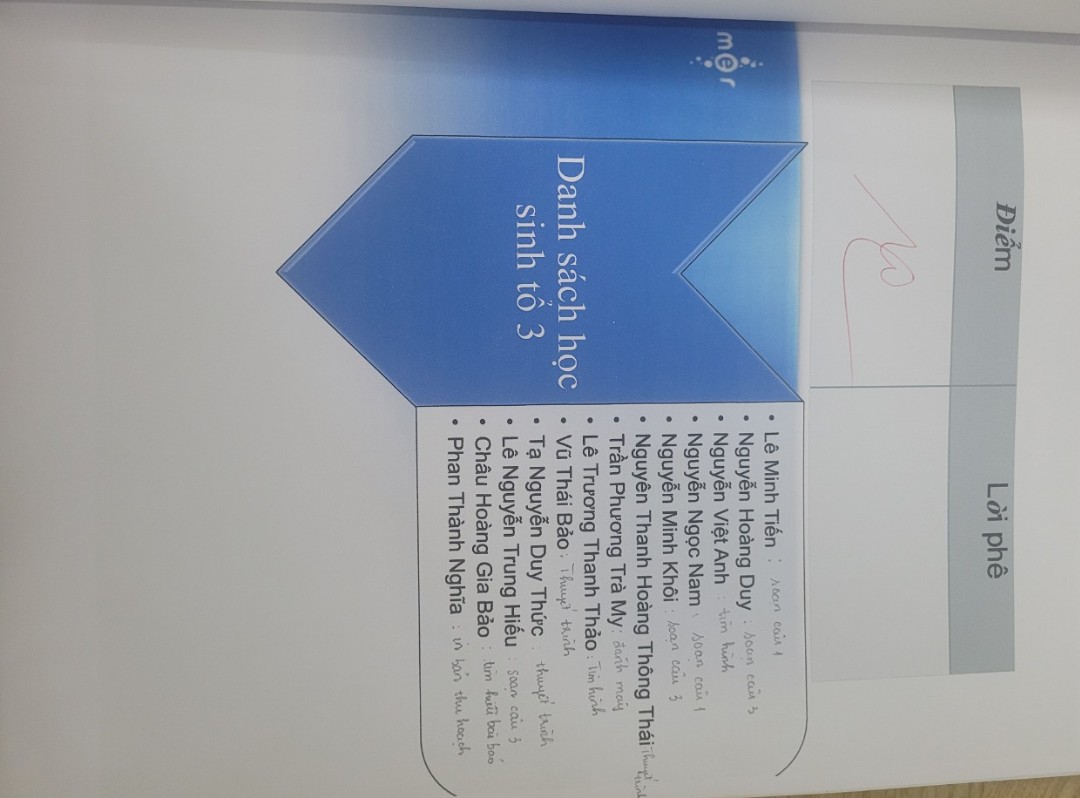 Điểm
Lời phê
10
mer
Danh sách học
sinh tổ 3
• Lê Minh Tiến : soạn câu 1
• Nguyễn Hoàng Duy : soạn câu 3
• Nguyễn Việt Anh : tìm hình
• Nguyễn Ngọc Nam : soạn câu 1
• Nguyễn Minh Khôi : soạn câu 3
• Nguyên Thanh Hoàng Thông Thái Thuyết trình
• Trần Phương Trà My : đánh máy
• Lê Trương Thanh Thảo : Tìm hình
• Vũ Thái Bảo : Thuyết trình
• Tạ Nguyễn Duy Thức : thuyết trình
• Lê Nguyễn Trung Hiếu : soạn câu 3
• Châu Hoàng Gia Bảo : tìm hiểu bài báo
• Phan Thành Nghĩa : in bản thu hoạch